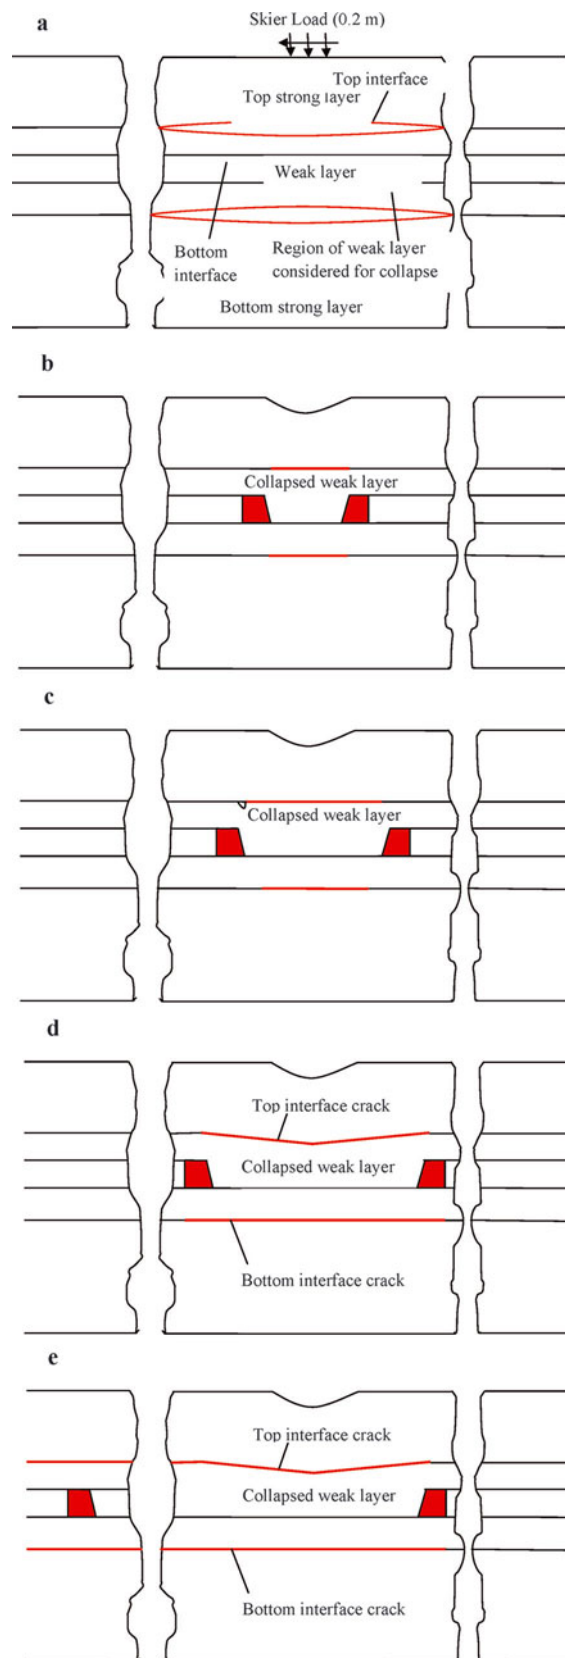 a
Skier Load (0.2 m)
Top interface
Top strong layer
Weak layer
Bottom
interface
Region of weak layer
considered for collapse
Bottom strong layer
b
Collapsed weak layer
c
Collapsed weak layer
d
Top interface crack
Collapsed weak layer
Bottom interface crack
e
Top interface crack
Collapsed weak layer
Bottom interface crack